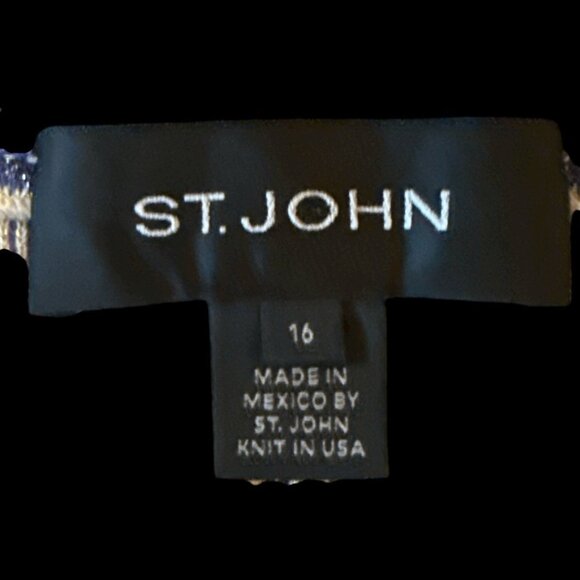 ST. JOHN
16
MADE IN
MEXICO BY
ST. JOHN
KNIT IN USA